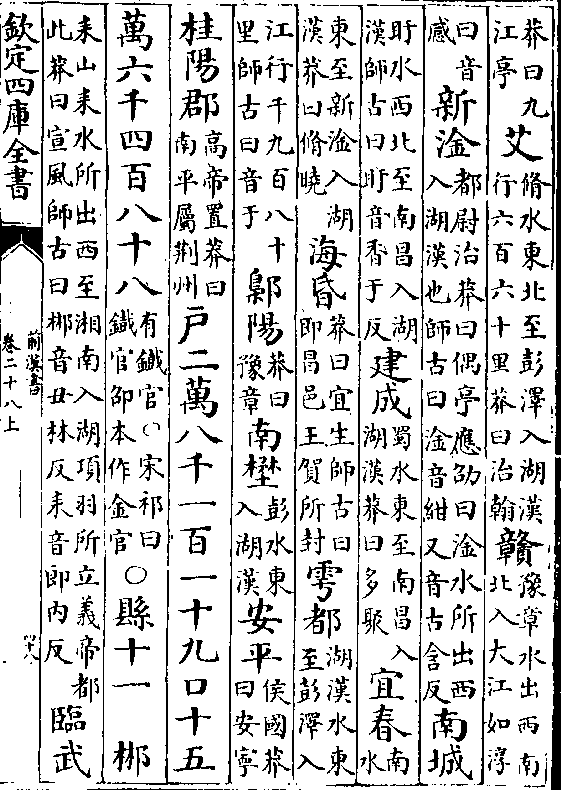 莽曰九江亭艾脩水東北至彭澤入湖漢行六百六十里莽曰治翰贛豫章水出西南北入大江如淳
曰音感新淦都尉治莽曰偶亭應劭曰淦水所出西入湖漢也師古曰淦音紺又音古含反南城
盱水西北至南昌入湖漢師古曰盱音香于反建成蜀水東至南昌入湖漢莽曰多聚宜春南水
東至新淦入湖漢莽曰脩曉海昏莽曰宜生師古曰即昌邑王賀所封雩都湖漢水東至彭澤入
江行千九百八十里師古曰音于鄡陽莽曰豫章南壄彭水東入湖漢安平侯國莽曰安寧
桂陽郡高帝置莽曰南平屬荆州戸二萬八千一百一十九口十五
萬六千四百八十八有鐵官○宋祁曰鐵官邵本作金官○縣十一 郴
耒山耒水所出西至湘南入湖項羽所立義帝都此莽曰宣風師古曰郴音丑林反耒音即内反臨武
欽定四庫全書
前漢書
卷二十八上